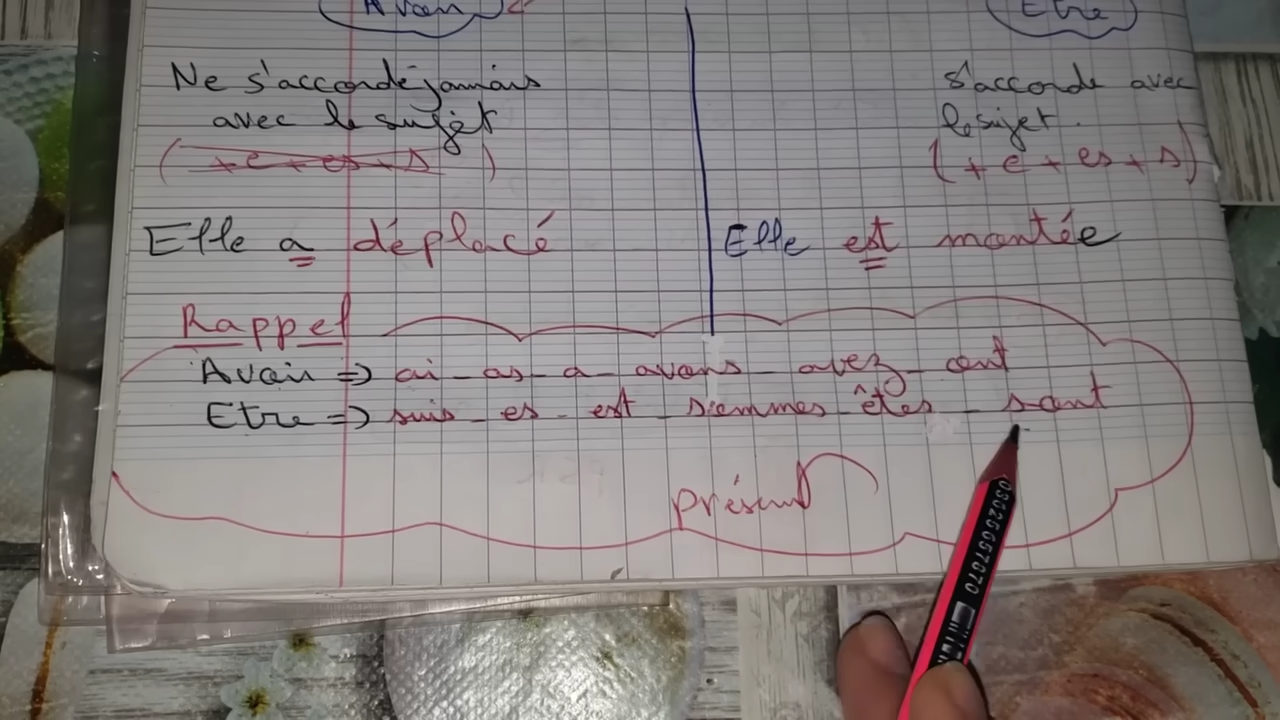 Avoir
Etre
Ne s'accorde jamais
avec le sujet
(+e+es+s)
s'accorde avec
le sujet.
(+e+es+s)
Elle a déplacé
Elle est montée
Rappel
Avoir => ai - as - a - avons - avez - ont
Etre => suis - es - est - sommes - êtes - sont
présent